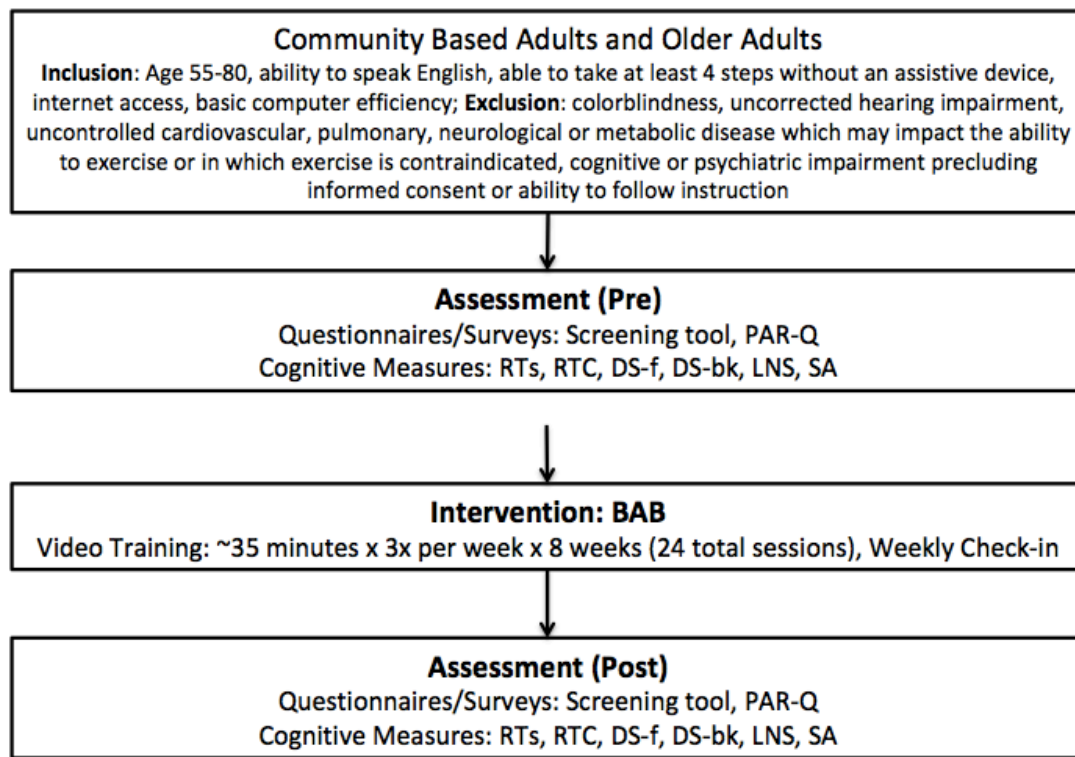 Community Based Adults and Older Adults
Inclusion: Age 55-80, ability to speak English, able to take at least 4 steps without an assistive device,
internet access, basic computer efficiency; Exclusion: colorblindness, uncorrected hearing impairment,
uncontrolled cardiovascular, pulmonary, neurological or metabolic disease which may impact the ability
to exercise or in which exercise is contraindicated, cognitive or psychiatric impairment precluding
informed consent or ability to follow instruction
Assessment (Pre)
Questionnaires/Surveys: Screening tool, PAR-Q
Cognitive Measures: RTs, RTC, DS-f, DS-bk, LNS, SA
Intervention: BAB
Video Training: ~35 minutes x 3x per week x 8 weeks (24 total sessions), Weekly Check-in
Assessment (Post)
Questionnaires/Surveys: Screening tool, PAR-Q
Cognitive Measures: RTs, RTC, DS-f, DS-bk, LNS, SA